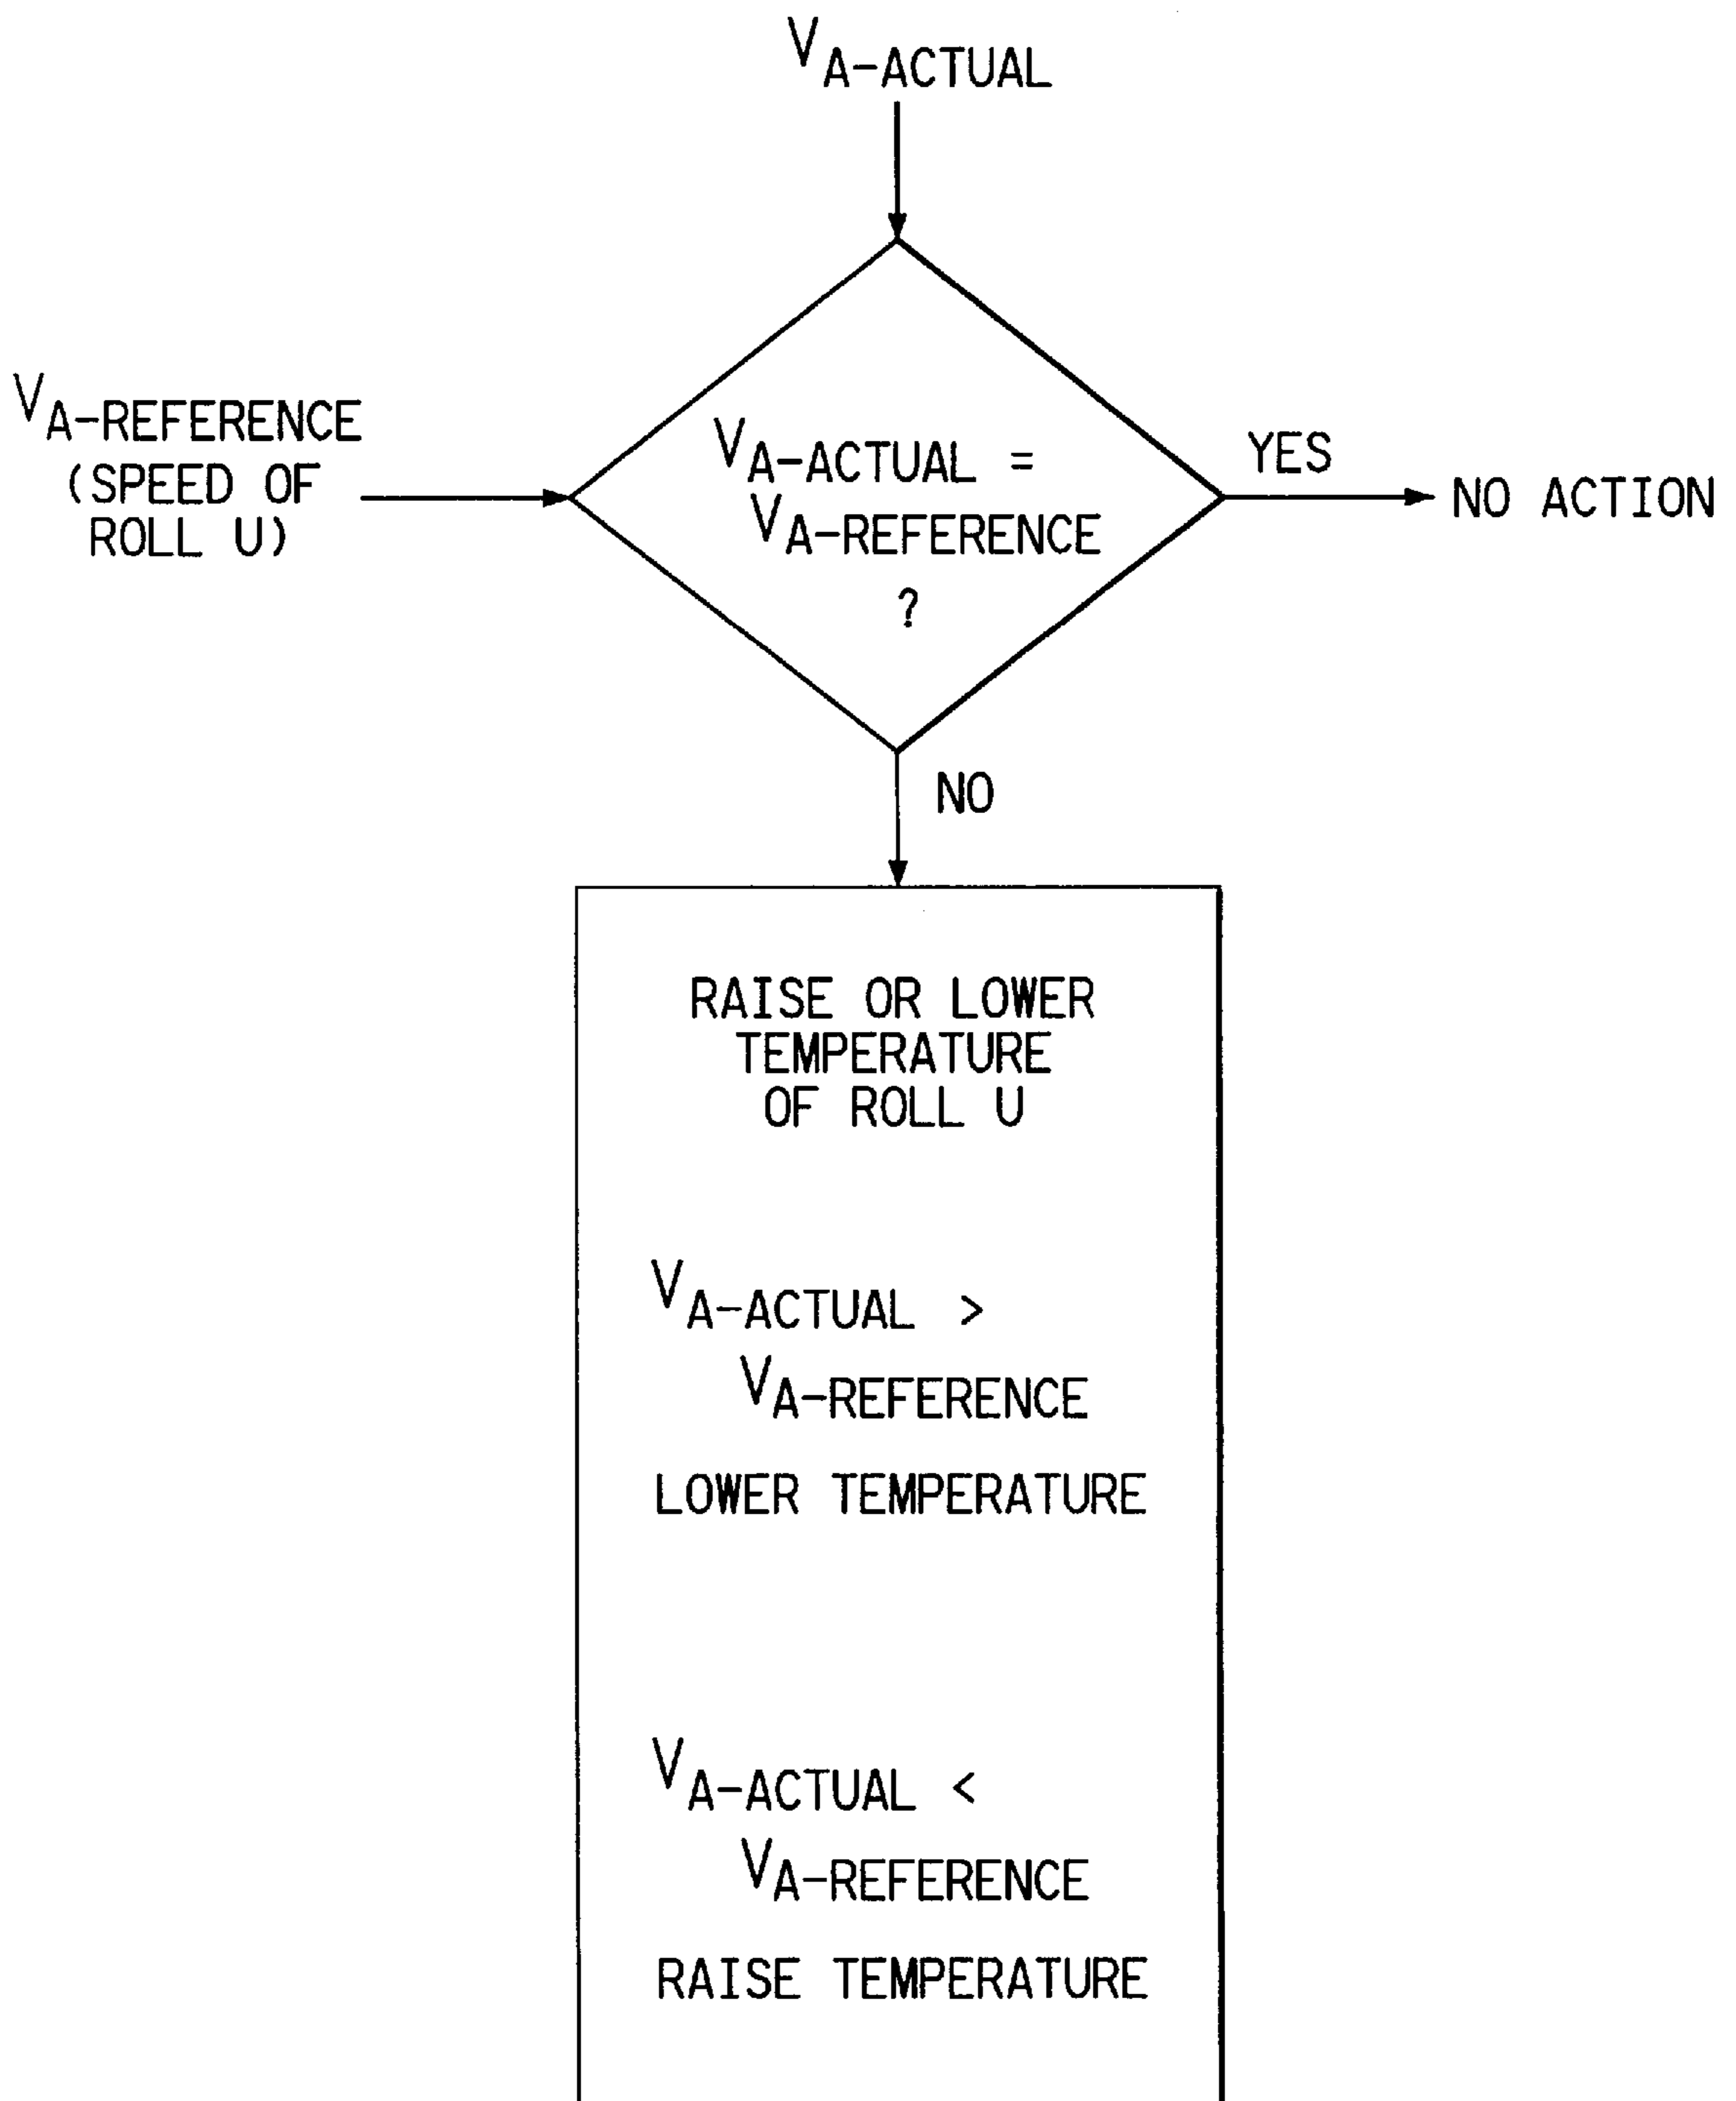 VA-ACTUAL
VA-REFERENCE
(SPEED OF
ROLL U)
VA-ACTUAL =
VA-REFERENCE
?
YES
NO ACTION
NO
RAISE OR LOWER
TEMPERATURE
OF ROLL U
VA-ACTUAL >
VA-REFERENCE
LOWER TEMPERATURE
VA-ACTUAL <
VA-REFERENCE
RAISE TEMPERATURE